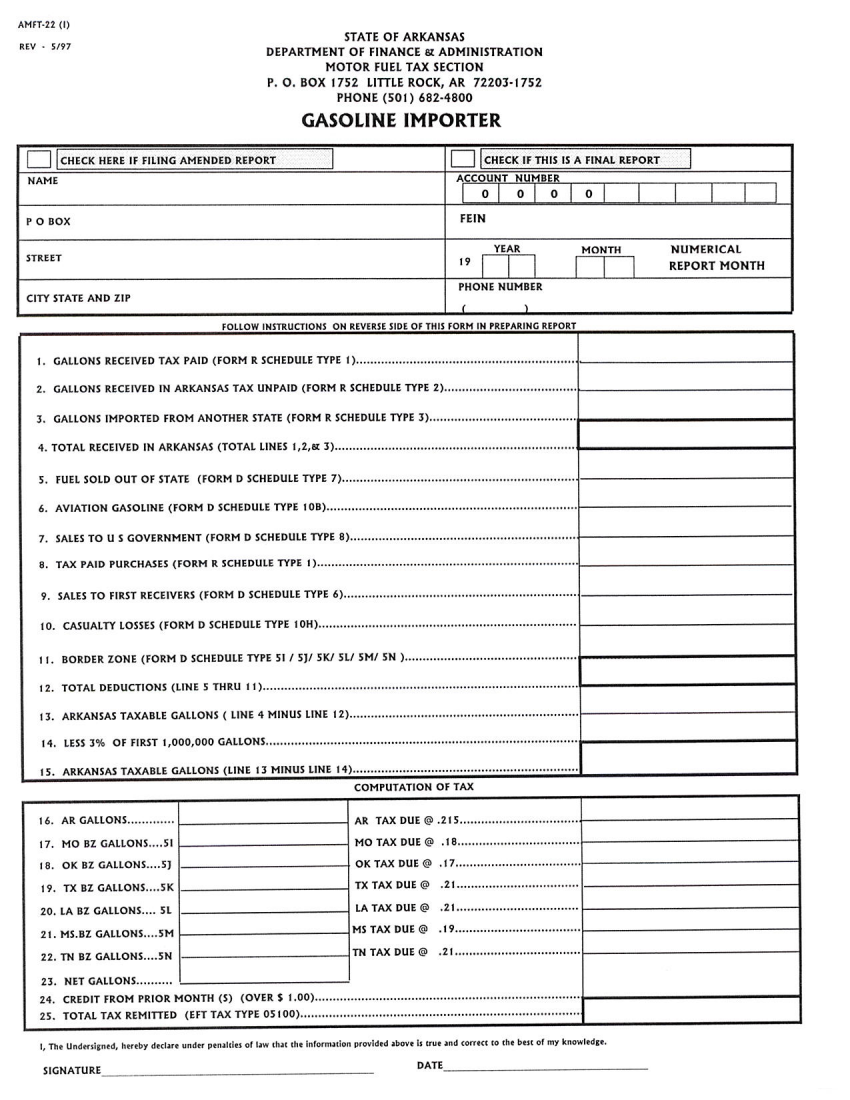 AMFT-22 (I)
REV - 5/97
STATE OF ARKANSAS
DEPARTMENT OF FINANCE & ADMINISTRATION
MOTOR FUEL TAX SECTION
P. O. BOX 1752 LITTLE ROCK, AR 72203-1752
PHONE (501) 682-4800
GASOLINE IMPORTER
CHECK HERE IF FILING AMENDED REPORT
CHECK IF THIS IS A FINAL REPORT
NAME
ACCOUNT NUMBER
0 0 0 0
P O BOX
FEIN
STREET
19 YEAR MONTH NUMERICAL
REPORT MONTH
CITY STATE AND ZIP
PHONE NUMBER
( )
FOLLOW INSTRUCTIONS ON REVERSE SIDE OF THIS FORM IN PREPARING REPORT
1. GALLONS RECEIVED TAX PAID (FORM R SCHEDULE TYPE 1)
2. GALLONS RECEIVED IN ARKANSAS TAX UNPAID (FORM R SCHEDULE TYPE 2)
3. GALLONS IMPORTED FROM ANOTHER STATE (FORM R SCHEDULE TYPE 3)
4. TOTAL RECEIVED IN ARKANSAS (TOTAL LINES 1,2,& 3)
5. FUEL SOLD OUT OF STATE (FORM D SCHEDULE TYPE 7)
6. AVIATION GASOLINE (FORM D SCHEDULE TYPE 10B)
7. SALES TO U S GOVERNMENT (FORM D SCHEDULE TYPE 8)
8. TAX PAID PURCHASES (FORM R SCHEDULE TYPE 1)
9. SALES TO FIRST RECEIVERS (FORM D SCHEDULE TYPE 6)
10. CASUALTY LOSSES (FORM D SCHEDULE TYPE 10H)
11. BORDER ZONE (FORM D SCHEDULE TYPE 5I / 5J/ 5K/ 5L/ 5M/ 5N )
12. TOTAL DEDUCTIONS (LINE 5 THRU 11)
13. ARKANSAS TAXABLE GALLONS ( LINE 4 MINUS LINE 12)
14. LESS 3% OF FIRST 1,000,000 GALLONS
15. ARKANSAS TAXABLE GALLONS (LINE 13 MINUS LINE 14)
COMPUTATION OF TAX
16. AR GALLONS............. AR TAX DUE @ .215
17. MO BZ GALLONS....5I MO TAX DUE @ .18
18. OK BZ GALLONS....5J OK TAX DUE @ .17
19. TX BZ GALLONS....5K TX TAX DUE @ .21
20. LA BZ GALLONS.... 5L LA TAX DUE @ .21
21. MS.BZ GALLONS....5M MS TAX DUE @ .19
22. TN BZ GALLONS....5N TN TAX DUE @ .21
23. NET GALLONS..........
24. CREDIT FROM PRIOR MONTH (S) (OVER $ 1.00)
25. TOTAL TAX REMITTED (EFT TAX TYPE 05100)
I, The Undersigned, hereby declare under penalties of law that the information provided above is true and correct to the best of my knowledge.
SIGNATURE DATE